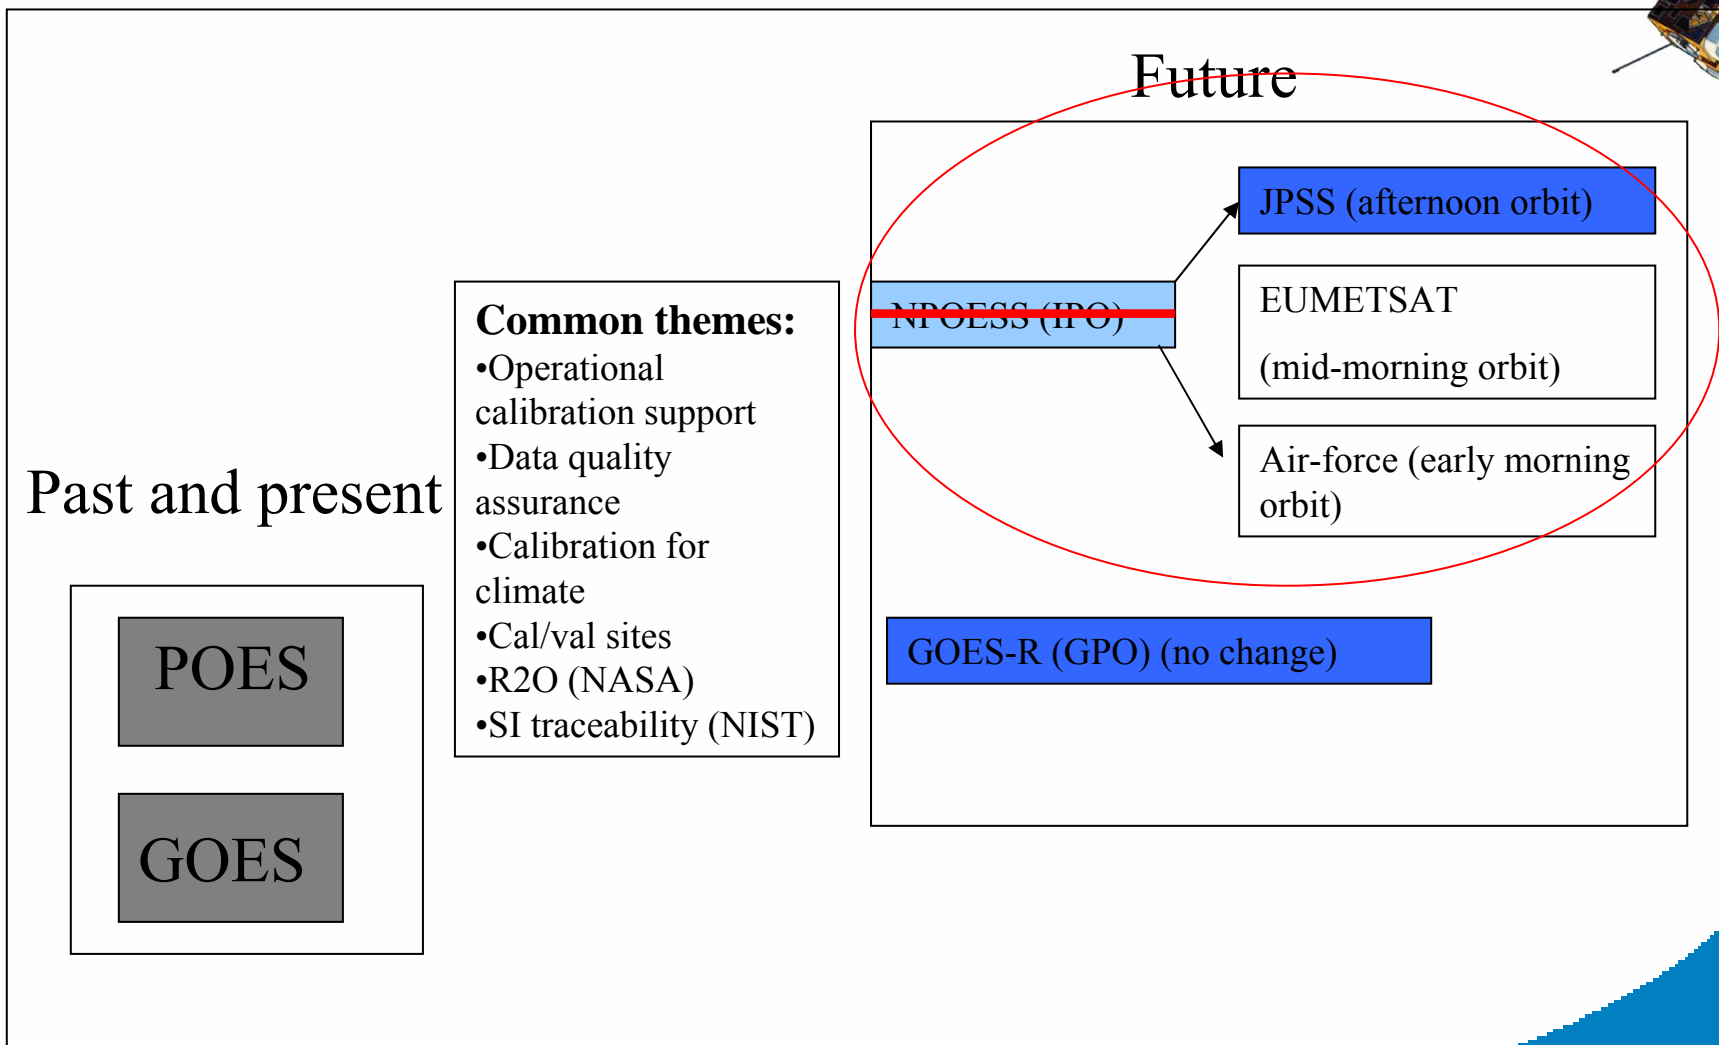 Future
Past and present
POES
GOES
Common themes:
•Operational
calibration support
•Data quality
assurance
•Calibration for
climate
•Cal/val sites
•R2O (NASA)
•SI traceability (NIST)
NPOESS (IPO)
JPSS (afternoon orbit)
EUMETSAT
(mid-morning orbit)
Air-force (early morning
orbit)
GOES-R (GPO) (no change)